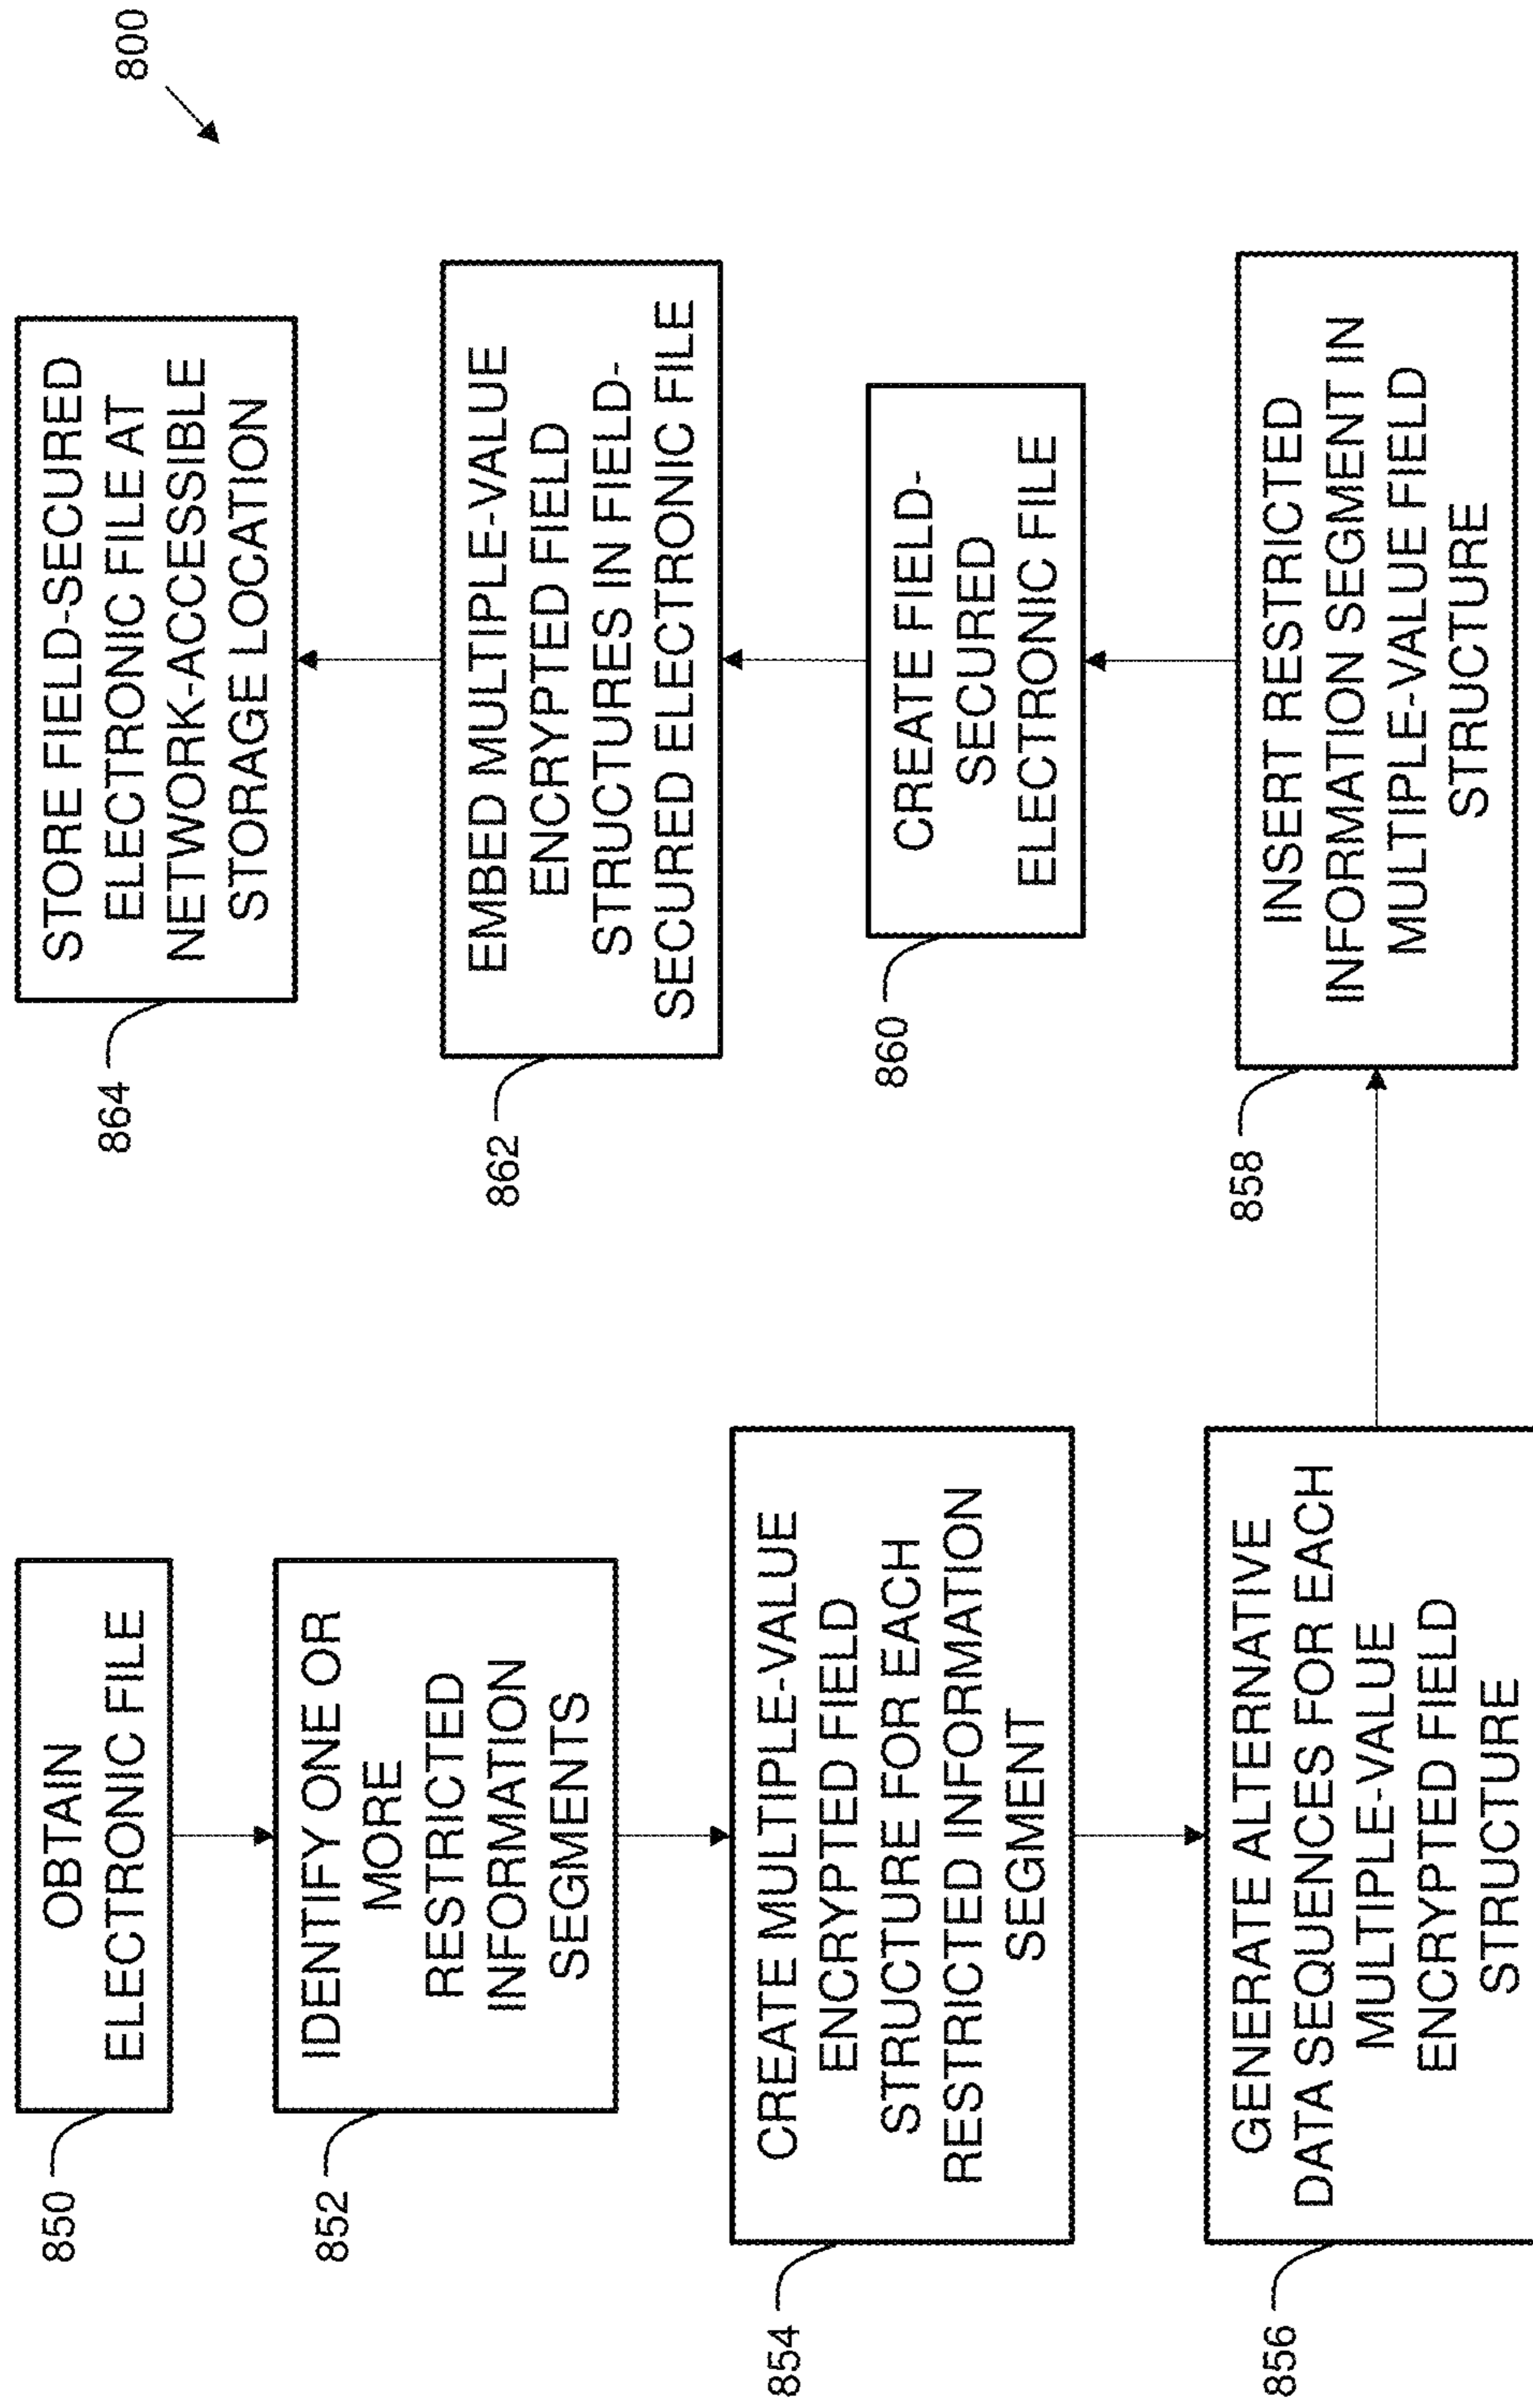 800
850
OBTAIN
ELECTRONIC FILE
852
IDENTIFY ONE OR
MORE
RESTRICTED
INFORMATION
SEGMENTS
854
CREATE MULTIPLE-VALUE
ENCRYPTED FIELD
STRUCTURE FOR EACH
RESTRICTED INFORMATION
SEGMENT
856
GENERATE ALTERNATIVE
DATA SEQUENCES FOR EACH
MULTIPLE-VALUE
ENCRYPTED FIELD
STRUCTURE
858
INSERT RESTRICTED
INFORMATION SEGMENT IN
MULTIPLE-VALUE FIELD
STRUCTURE
860
CREATE FIELD-
SECURED
ELECTRONIC FILE
862
EMBED MULTIPLE-VALUE
ENCRYPTED FIELD
STRUCTURES IN FIELD-
SECURED ELECTRONIC FILE
864
STORE FIELD-SECURED
ELECTRONIC FILE AT
NETWORK-ACCESSIBLE
STORAGE LOCATION